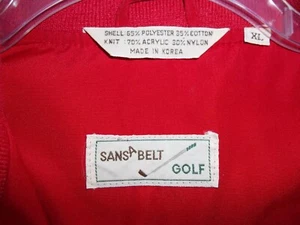 SHELL: 65% POLYESTER 35% COTTON
KNIT : 70% ACRYLIC 30% NYLON
MADE IN KOREA
XL
SANSABELT
GOLF